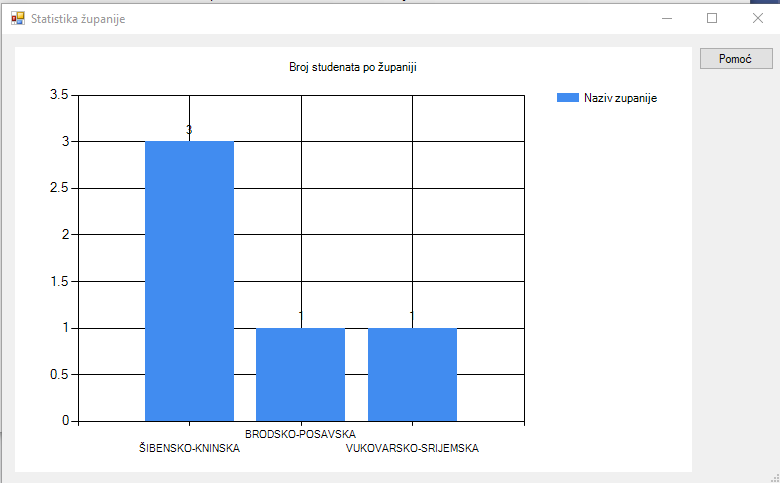 Statistika županije
Pomoć
Broj studenata po županiji
Naziv zupanije
3.5
3
2.5
2
1.5
1
0.5
0
3
1
1
BRODSKO-POSAVSKA
ŠIBENSKO-KNINSKA
VUKOVARSKO-SRIJEMSKA